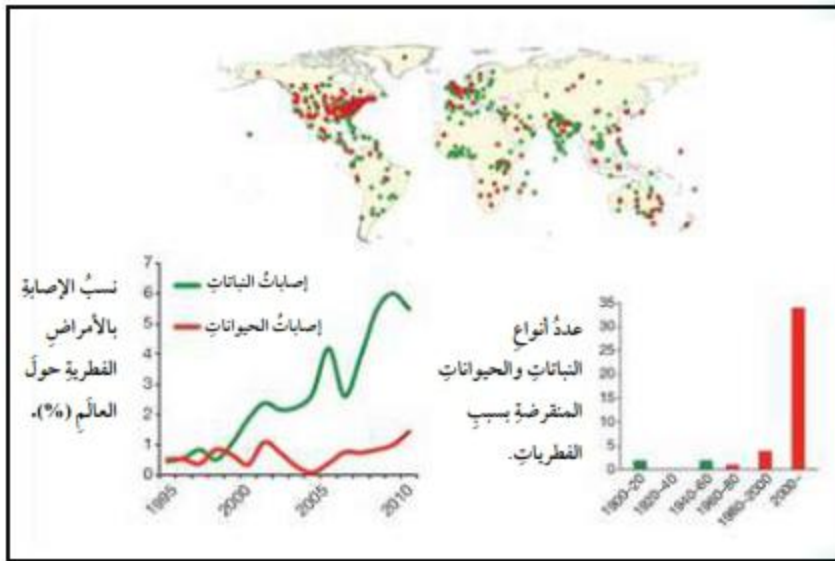 7
6
5
4
3
2
1
0
1995
2000
2005
2010
إصاباتُ النباتاتِ
إصاباتُ الحيواناتِ
نسبُ الإصابةِ
بالأمراضِ
الفطريةِ حولَ
العالَمِ (%).
عددُ أنواعِ
النباتاتِ والحيواناتِ
المنقرضةِ بسببِ
الفطرياتِ.
35
30
25
20
15
10
5
0
1900–20
1920–40
1940–60
1960–80
1980–2000
2000–